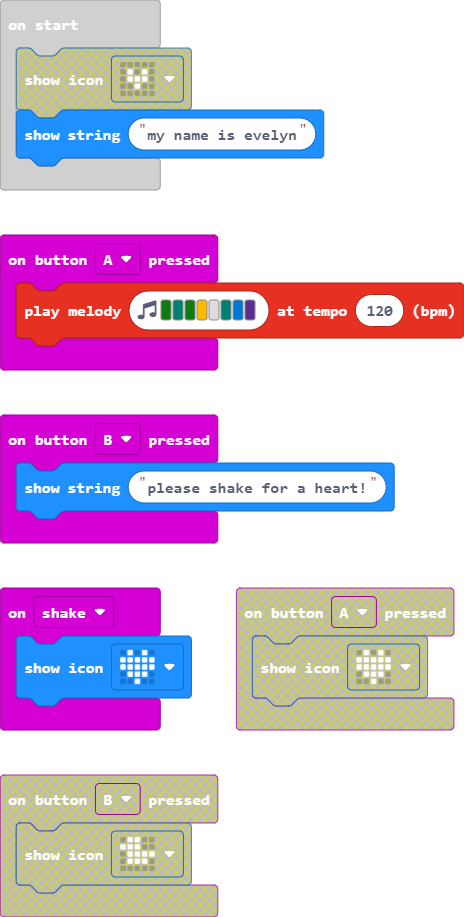 on start
show icon
show string "my name is evelyn"
on button A pressed
play melody at tempo 120 (bpm)
on button B pressed
show string "please shake for a heart!"
on shake
show icon
on button A pressed
show icon
on button B pressed
show icon